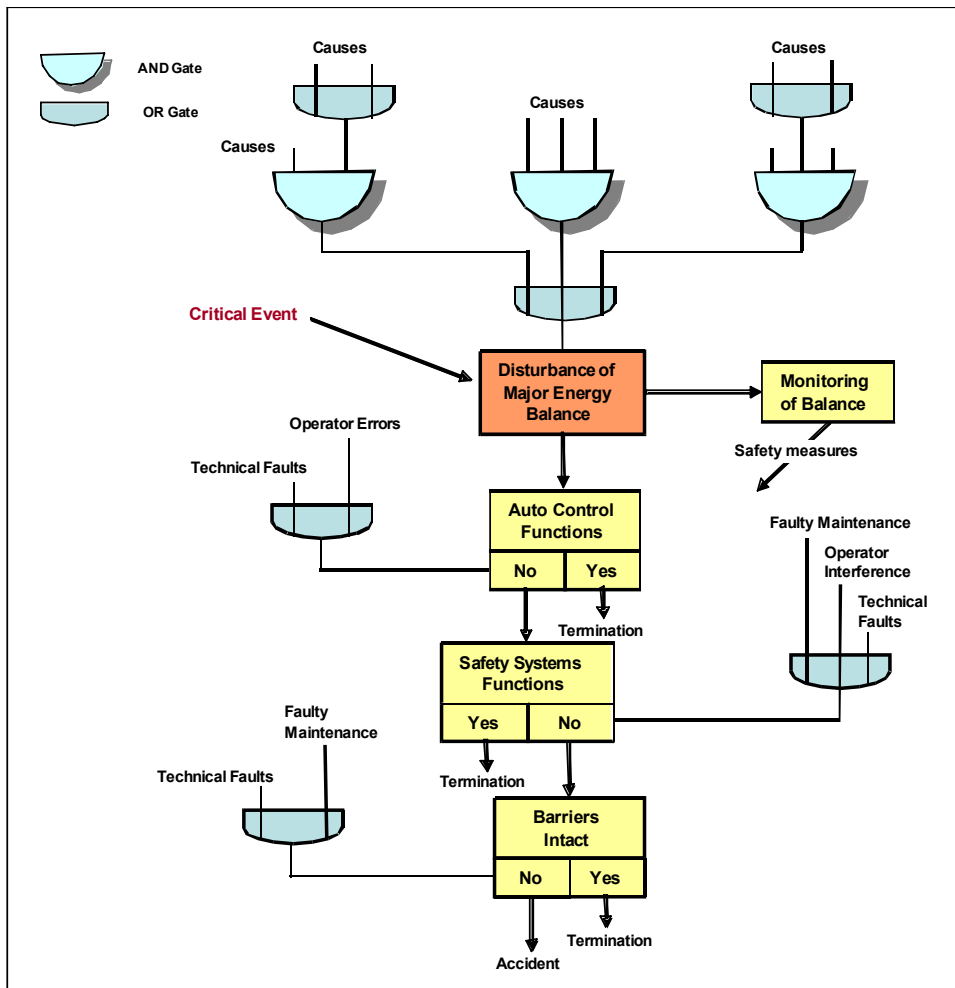 Causes
Causes
AND Gate
Causes
OR Gate
Causes
Critical Event
Disturbance of
Major Energy
Balance
Monitoring
of Balance
Operator Errors
Safety measures
Technical Faults
Auto Control
Functions
No
Yes
Faulty Maintenance
Operator
Interference
Technical
Faults
Termination
Safety Systems
Functions
Yes
No
Faulty
Maintenance
Technical Faults
Termination
Barriers
Intact
No
Yes
Termination
Accident